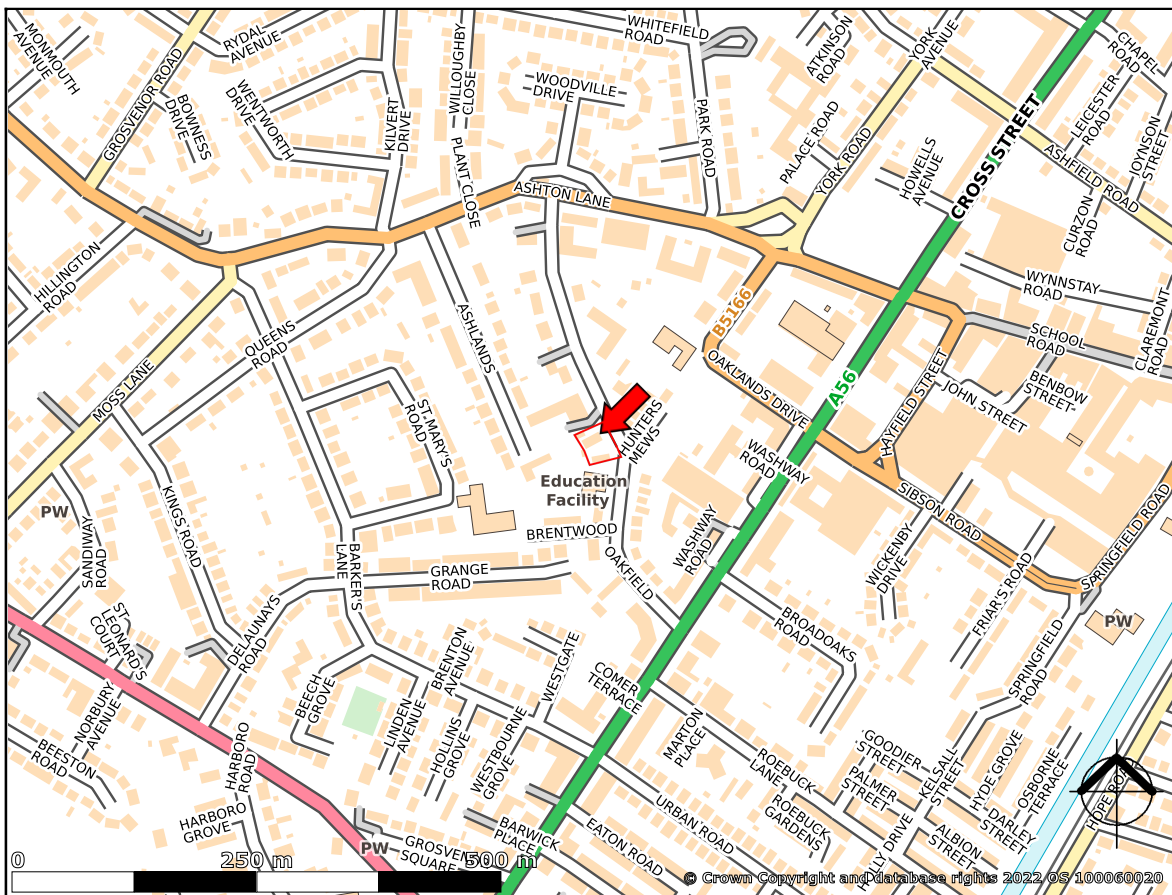 MONMOUTH
AVENUE
RYDAL
AVENUE
GROSVENOR ROAD
BOWNESS
DRIVE
WENTWORTH
DRIVE
KILVERT
DRIVE
WILLOUGHBY
CLOSE
PLANT CLOSE
WOODVILLE
DRIVE
WHITEFIELD
ROAD
PARK ROAD
ATKINSON
ROAD
YORK
AVENUE
PALACE ROAD
YORK ROAD
HOWELLS
AVENUE
CROSS STREET
CHAPEL
ROAD
LEICESTER
ROAD
JOYNSON
STREET
ASHFIELD ROAD
CURZON
ROAD
WYNNSTAY
ROAD
CLAREMONT
ROAD
SCHOOL
ROAD
BENBOW
STREET
JOHN STREET
HAYFIELD STREET
ASHTON LANE
HILLINGTON
ROAD
QUEENS
ROAD
ASHLANDS
MOSS LANE
B5166
OAKLANDS DRIVE
A56
ST. MARY'S
ROAD
HUNTERS
MEWS
WASHWAY
ROAD
Education
Facility
PW
SANDIWAY
ROAD
KINGS ROAD
BARKER'S
LANE
BRENTWOOD
OAKFIELD
WASHWAY
ROAD
SIBSON ROAD
WICKENBY
DRIVE
FRIAR'S ROAD
SPRINGFIELD ROAD
PW
GRANGE
ROAD
DELAUNAYS
ROAD
ST.
LEONARD'S
COURT
NORBURY
AVENUE
BEESTON
ROAD
BEECH
GROVE
LINDEN
AVENUE
BRENTON
AVENUE
HOLLINS
GROVE
WESTGATE
WESTBOURNE
GROVE
COMER
TERRACE
BROADOAKS
ROAD
SPRINGFIELD
ROAD
MARTON
PLACE
ROEBUCK
LANE
ROEBUCK
GARDENS
GOODIER
STREET
PALMER
STREET
KELSALL
STREET
HYDE GROVE
OSBORNE
TERRACE
DARLEY
STREET
ALBION
STREET
HOLLY DRIVE
HOPE ROAD
HARBORO
ROAD
HARBORO
GROVE
PW
GROSVENOR
SQUARE
BARWICK
PLACE
EATON ROAD
URBAN ROAD
0
250 m
500 m
© Crown Copyright and database rights 2022 OS 100060020